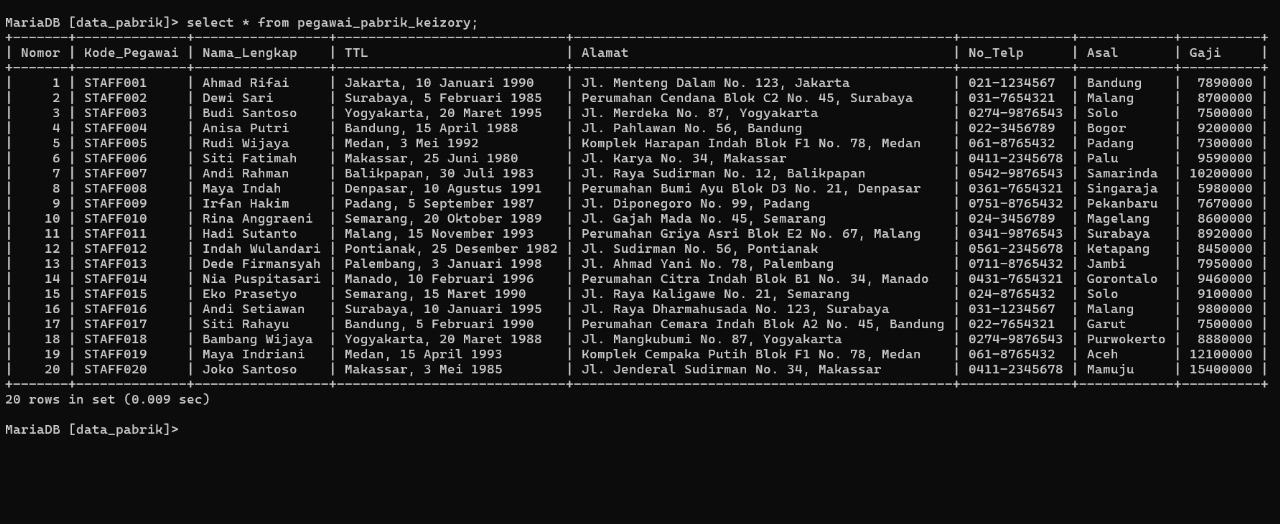 MariaDB [data_pabrik]> select * from pegawai_pabrik_keizory;
+-------+--------------+-----------------+-----------------------------+------------------------------------------------+--------------+------------+----------+
| Nomor | Kode_Pegawai | Nama_Lengkap    | TTL                         | Alamat                                         | No_Telp      | Asal       | Gaji     |
+-------+--------------+-----------------+-----------------------------+------------------------------------------------+--------------+------------+----------+
|     1 | STAFF001     | Ahmad Rifai     | Jakarta, 10 Januari 1990    | Jl. Menteng Dalam No. 123, Jakarta             | 021-1234567  | Bandung    |  7890000 |
|     2 | STAFF002     | Dewi Sari       | Surabaya, 5 Februari 1985   | Perumahan Cendana Blok C2 No. 45, Surabaya     | 031-7654321  | Malang     |  8700000 |
|     3 | STAFF003     | Budi Santoso    | Yogyakarta, 20 Maret 1995   | Jl. Merdeka No. 87, Yogyakarta                 | 0274-9876543 | Solo       |  7500000 |
|     4 | STAFF004     | Anisa Putri     | Bandung, 15 April 1988      | Jl. Pahlawan No. 56, Bandung                   | 022-3456789  | Bogor      |  9200000 |
|     5 | STAFF005     | Rudi Wijaya     | Medan, 3 Mei 1992           | Komplek Harapan Indah Blok F1 No. 78, Medan    | 061-8765432  | Padang     |  7300000 |
|     6 | STAFF006     | Siti Fatimah    | Makassar, 25 Juni 1980      | Jl. Karya No. 34, Makassar                     | 0411-2345678 | Palu       |  9590000 |
|     7 | STAFF007     | Andi Rahman     | Balikpapan, 30 Juli 1983    | Jl. Raya Sudirman No. 12, Balikpapan           | 0542-9876543 | Samarinda  | 10200000 |
|     8 | STAFF008     | Maya Indah      | Denpasar, 10 Agustus 1991   | Perumahan Bumi Ayu Blok D3 No. 21, Denpasar    | 0361-7654321 | Singaraja  |  5980000 |
|     9 | STAFF009     | Irfan Hakim     | Padang, 5 September 1987    | Jl. Diponegoro No. 99, Padang                  | 0751-8765432 | Pekanbaru  |  7670000 |
|    10 | STAFF010     | Rina Anggraeni  | Semarang, 20 Oktober 1989   | Jl. Gajah Mada No. 45, Semarang                | 024-3456789  | Magelang   |  8600000 |
|    11 | STAFF011     | Hadi Sutanto    | Malang, 15 November 1993    | Perumahan Griya Asri Blok E2 No. 67, Malang    | 0341-9876543 | Surabaya   |  8920000 |
|    12 | STAFF012     | Indah Wulandari | Pontianak, 25 Desember 1982 | Jl. Sudirman No. 56, Pontianak                 | 0561-2345678 | Ketapang   |  8450000 |
|    13 | STAFF013     | Dede Firmansyah | Palembang, 3 Januari 1998   | Jl. Ahmad Yani No. 78, Palembang               | 0711-8765432 | Jambi      |  7950000 |
|    14 | STAFF014     | Nia Puspitasari | Manado, 10 Februari 1996    | Perumahan Citra Indah Blok B1 No. 34, Manado   | 0431-7654321 | Gorontalo  |  9460000 |
|    15 | STAFF015     | Eko Prasetyo    | Semarang, 15 Maret 1990     | Jl. Raya Kaligawe No. 21, Semarang             | 024-8765432  | Solo       |  9100000 |
|    16 | STAFF016     | Andi Setiawan   | Surabaya, 10 Januari 1995   | Jl. Raya Dharmahusada No. 123, Surabaya        | 031-1234567  | Malang     |  9800000 |
|    17 | STAFF017     | Siti Rahayu     | Bandung, 5 Februari 1990    | Perumahan Cemara Indah Blok A2 No. 45, Bandung | 022-7654321  | Garut      |  7500000 |
|    18 | STAFF018     | Bambang Wijaya  | Yogyakarta, 20 Maret 1988   | Jl. Mangkubumi No. 87, Yogyakarta              | 0274-9876543 | Purwokerto |  8880000 |
|    19 | STAFF019     | Maya Indriani   | Medan, 15 April 1993        | Komplek Cempaka Putih Blok F1 No. 78, Medan    | 061-8765432  | Aceh       | 12100000 |
|    20 | STAFF020     | Joko Santoso    | Makassar, 3 Mei 1985        | Jl. Jenderal Sudirman No. 34, Makassar         | 0411-2345678 | Mamuju     | 15400000 |
+-------+--------------+-----------------+-----------------------------+------------------------------------------------+--------------+------------+----------+
20 rows in set (0.009 sec)
MariaDB [data_pabrik]>